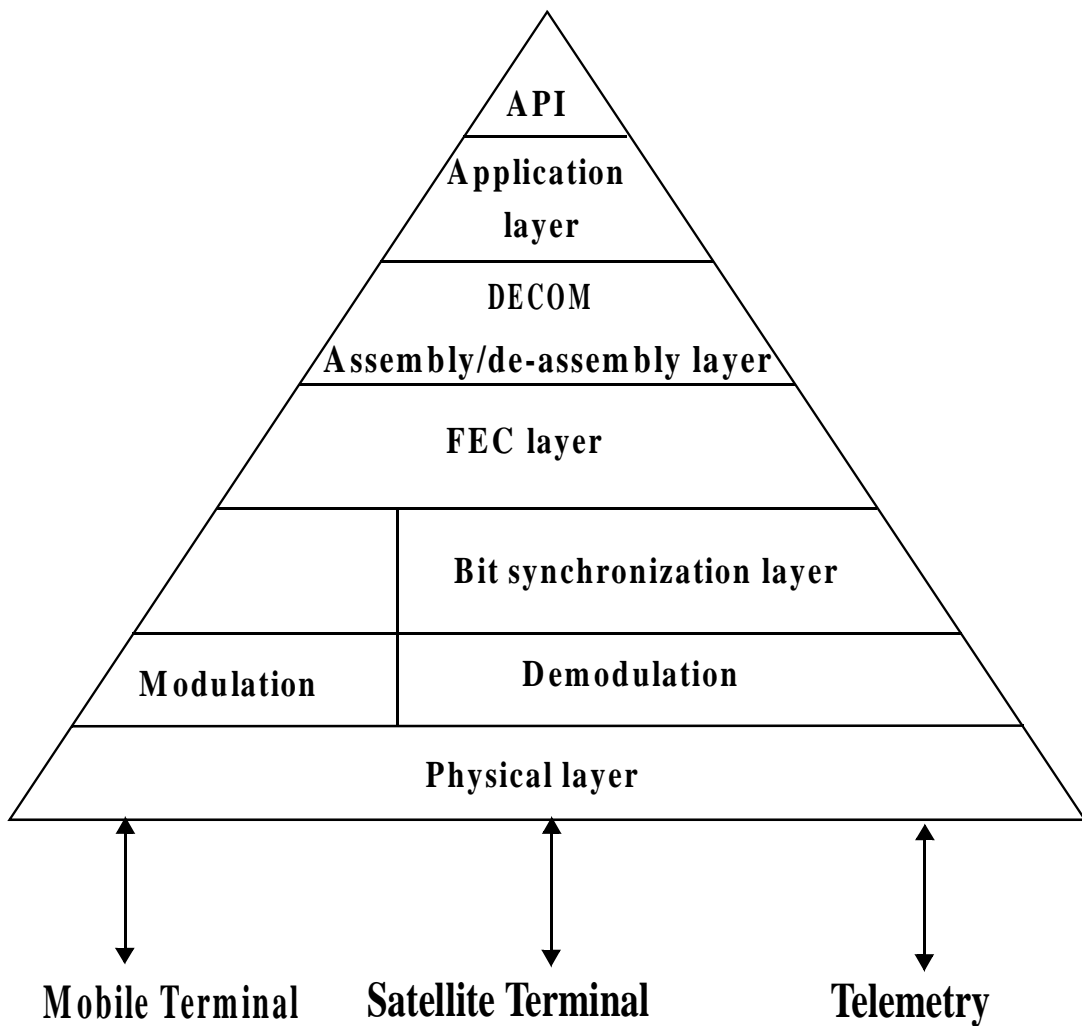 API
Application
layer
DECOM
Assembly/de-assembly layer
FEC layer
Bit synchronization layer
Modulation
Demodulation
Physical layer
Mobile Terminal
Satellite Terminal
Telemetry